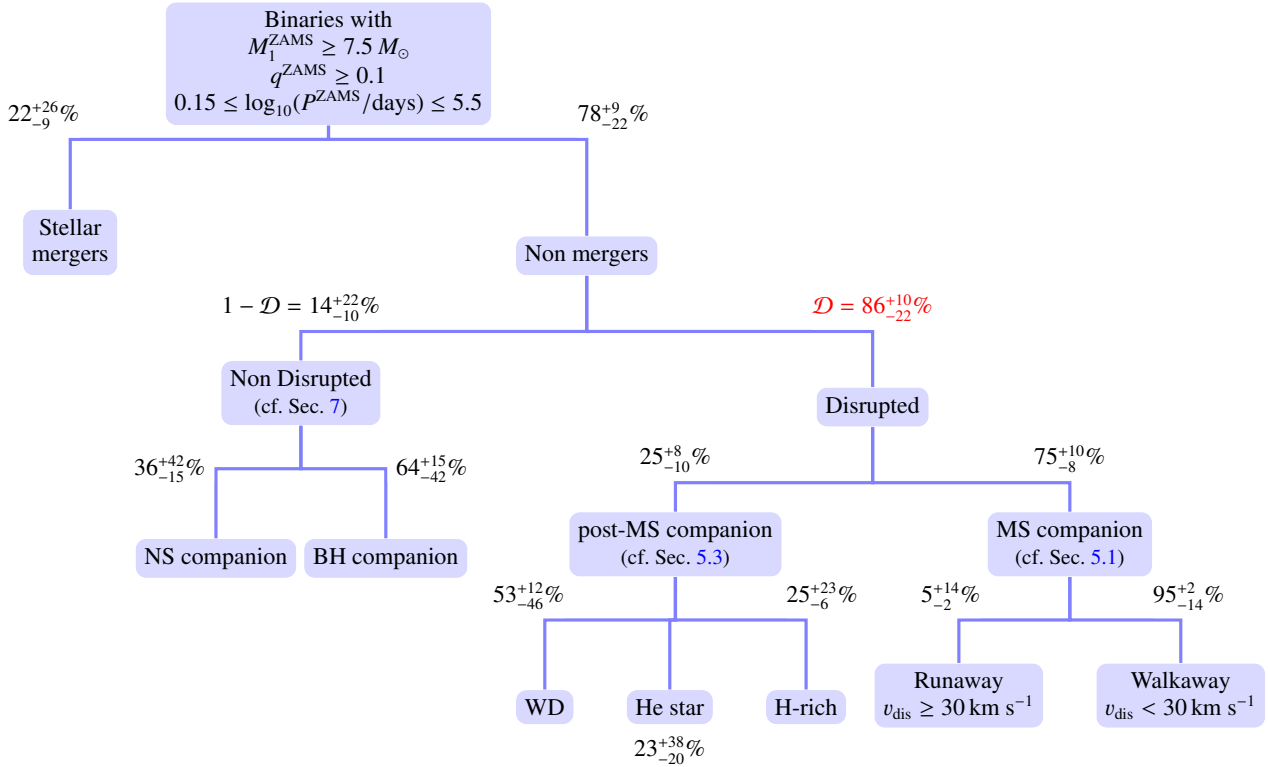 Binaries with
M₁^ZAMS ≥ 7.5 M⊙
q^ZAMS ≥ 0.1
0.15 ≤ log₁₀(P^ZAMS/days) ≤ 5.5
22⁺²⁶₋₉%
78⁺⁹₋₂₂%
Stellar
mergers
Non mergers
1 − 𝒟 = 14⁺²²₋₁₀%
𝒟 = 86⁺¹⁰₋₂₂%
Non Disrupted
(cf. Sec. 7)
Disrupted
36⁺⁴²₋₁₅%
64⁺¹⁵₋₄₂%
25⁺⁸₋₁₀%
75⁺¹⁰₋₈%
NS companion
BH companion
post-MS companion
(cf. Sec. 5.3)
MS companion
(cf. Sec. 5.1)
53⁺¹²₋₄₆%
25⁺²³₋₆%
5⁺¹⁴₋₂%
95⁺²₋₁₄%
WD
He star
H-rich
Runaway
v_dis ≥ 30 km s⁻¹
Walkaway
v_dis < 30 km s⁻¹
23⁺³⁸₋₂₀%